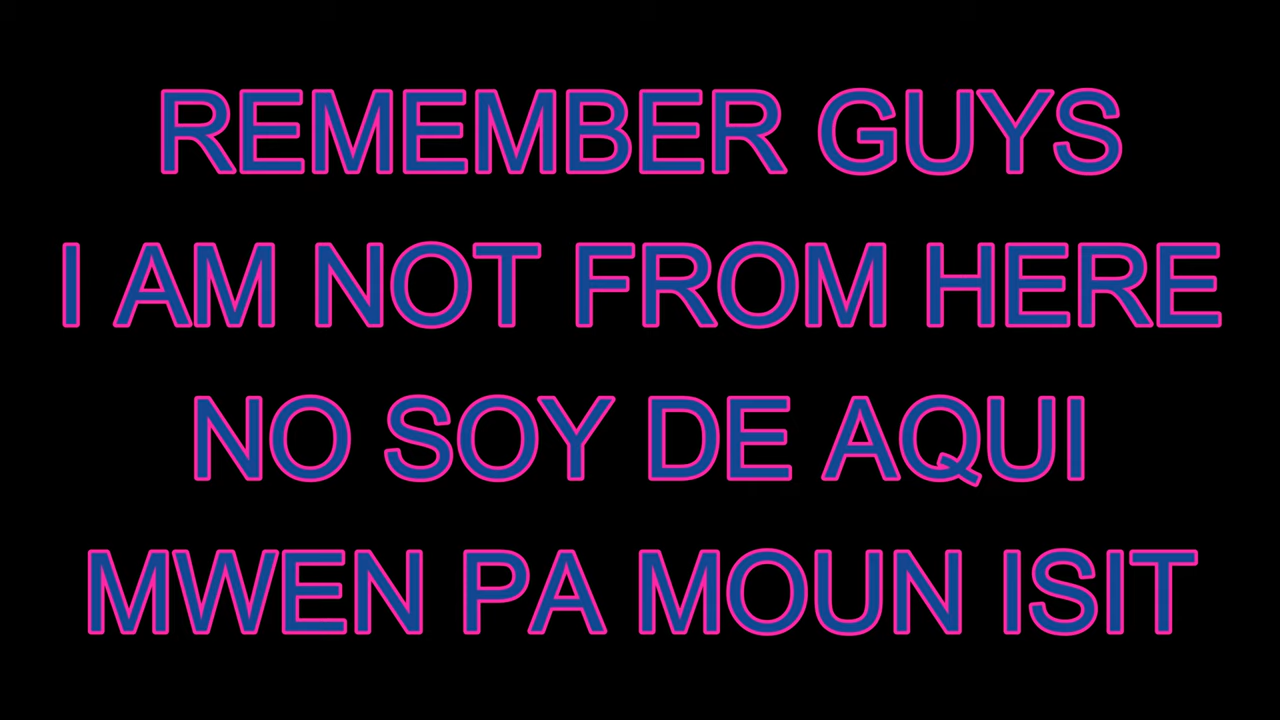 REMEMBER GUYS
I AM NOT FROM HERE
NO SOY DE AQUI
MWEN PA MOUN ISIT